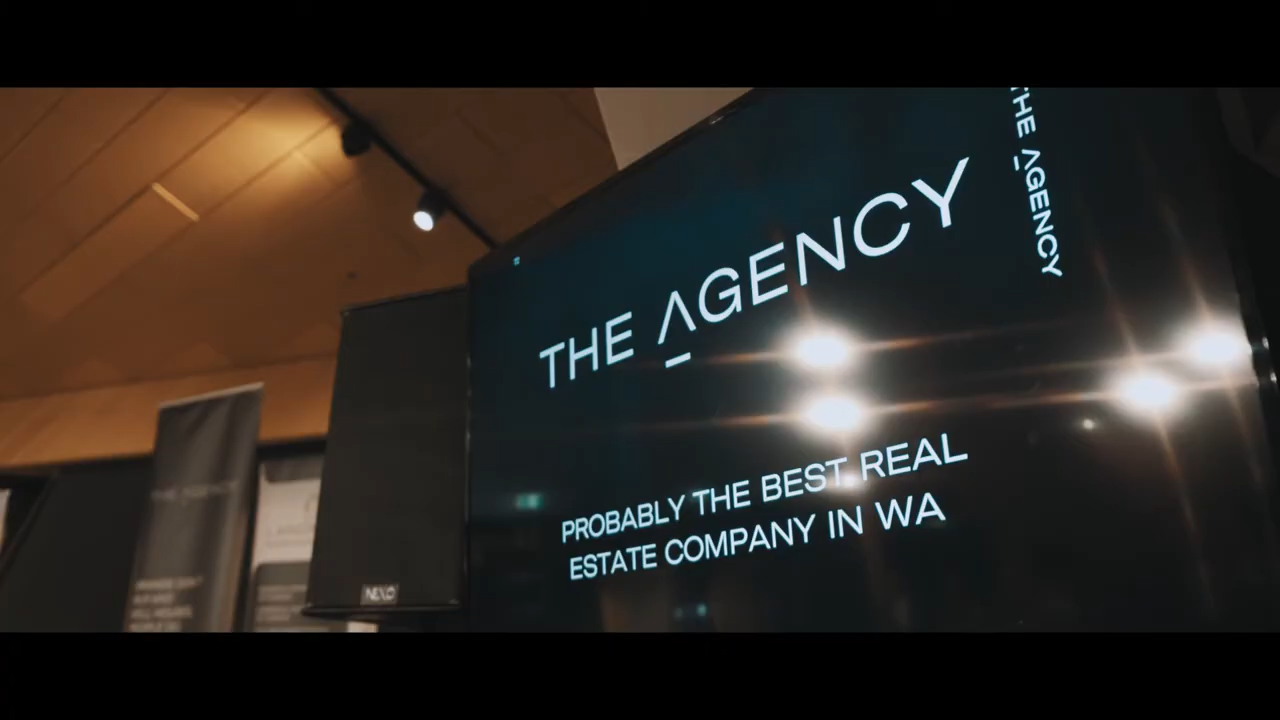 THE AGENCY
THE AGENCY
PROBABLY THE BEST REAL
ESTATE COMPANY IN WA
NEXO